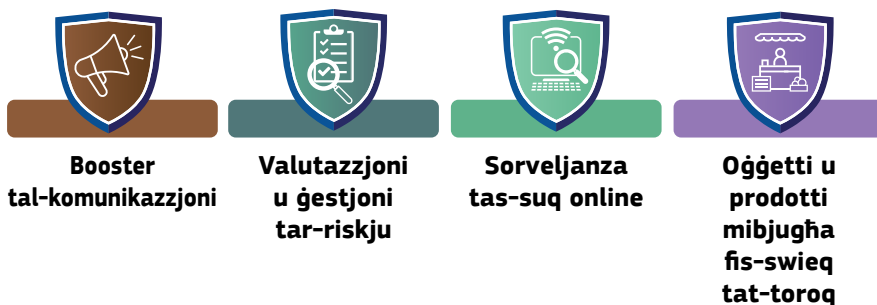 Booster
tal-komunikazzjoni
Valutazzjoni
u ġestjoni
tar-riskju
Sorveljanza
tas-suq online
Oġġetti u
prodotti
mibjugħa
fis-swieq
tat-toroq